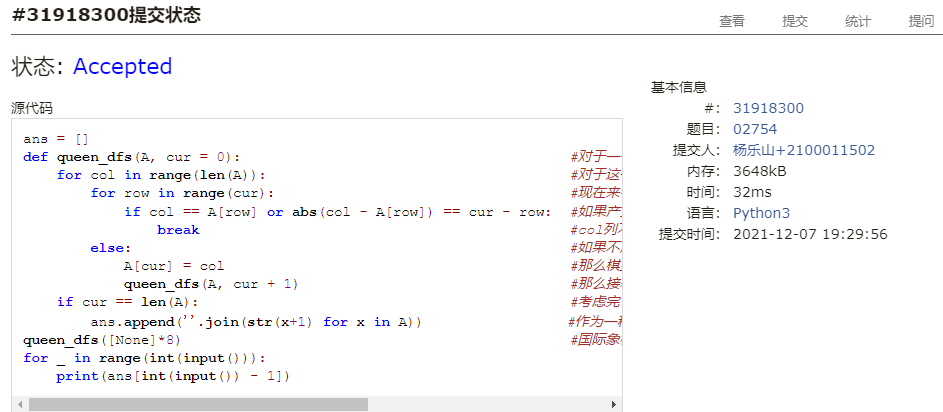 #31918300提交状态
查看 提交 统计 提问
状态: Accepted
源代码
ans = []
def queen_dfs(A, cur = 0): #对于一
    for col in range(len(A)): #对于这
        for row in range(cur): #现在来
            if col == A[row] or abs(col - A[row]) == cur - row: #如果产
                break #col列
        else: #如果不
            A[cur] = col #那么棋
            queen_dfs(A, cur + 1) #那么接
    if cur == len(A): #考虑完
        ans.append(''.join(str(x+1) for x in A)) #作为一
queen_dfs([None]*8) #国际象
for _ in range(int(input())):
    print(ans[int(input()) - 1])
基本信息
#: 31918300
题目: 02754
提交人: 杨乐山+2100011502
内存: 3648kB
时间: 32ms
语言: Python3
提交时间: 2021-12-07 19:29:56